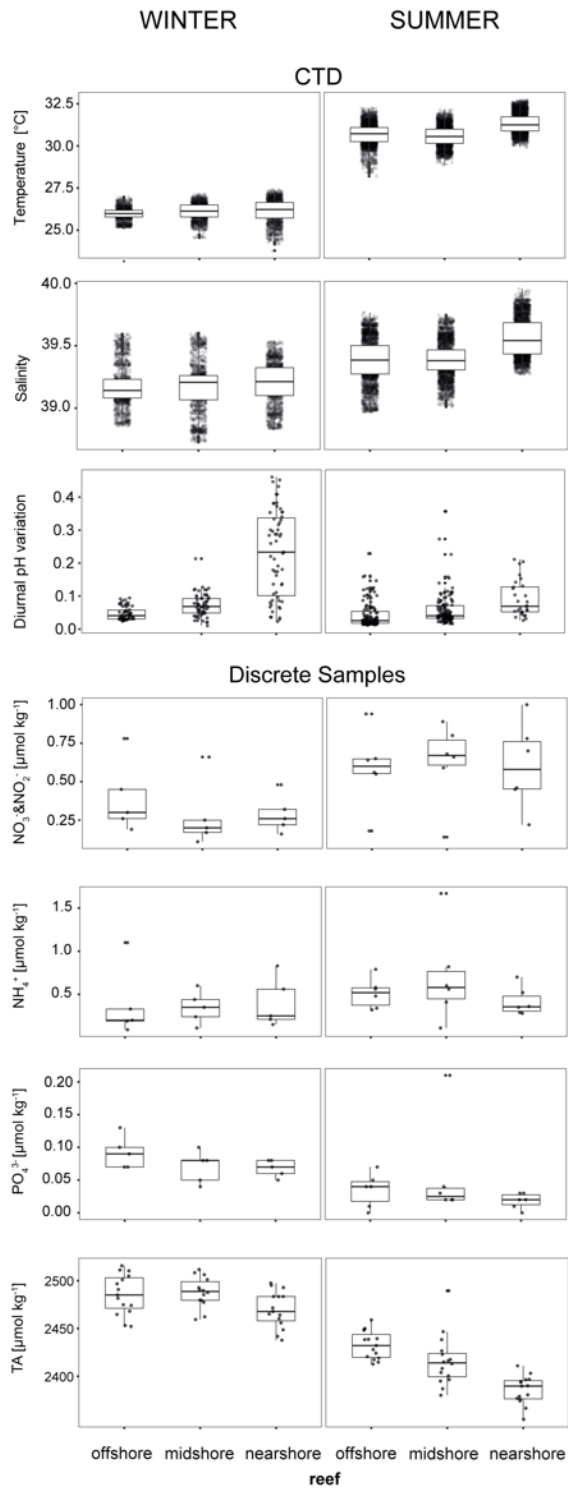 WINTER SUMMER
CTD
Temperature [°C]
32.5
30.0
27.5
25.0
Salinity
40.0
39.5
39.0
Diurnal pH variation
0.4
0.3
0.2
0.1
0.0
Discrete Samples
NO₃⁻&NO₂⁻ [µmol kg⁻¹]
1.00
0.75
0.50
0.25
NH₄⁺ [µmol kg⁻¹]
1.5
1.0
0.5
PO₄³⁻ [µmol kg⁻¹]
0.20
0.15
0.10
0.05
0.00
TA [µmol kg⁻¹]
2500
2450
2400
offshore midshore nearshore offshore midshore nearshore
reef